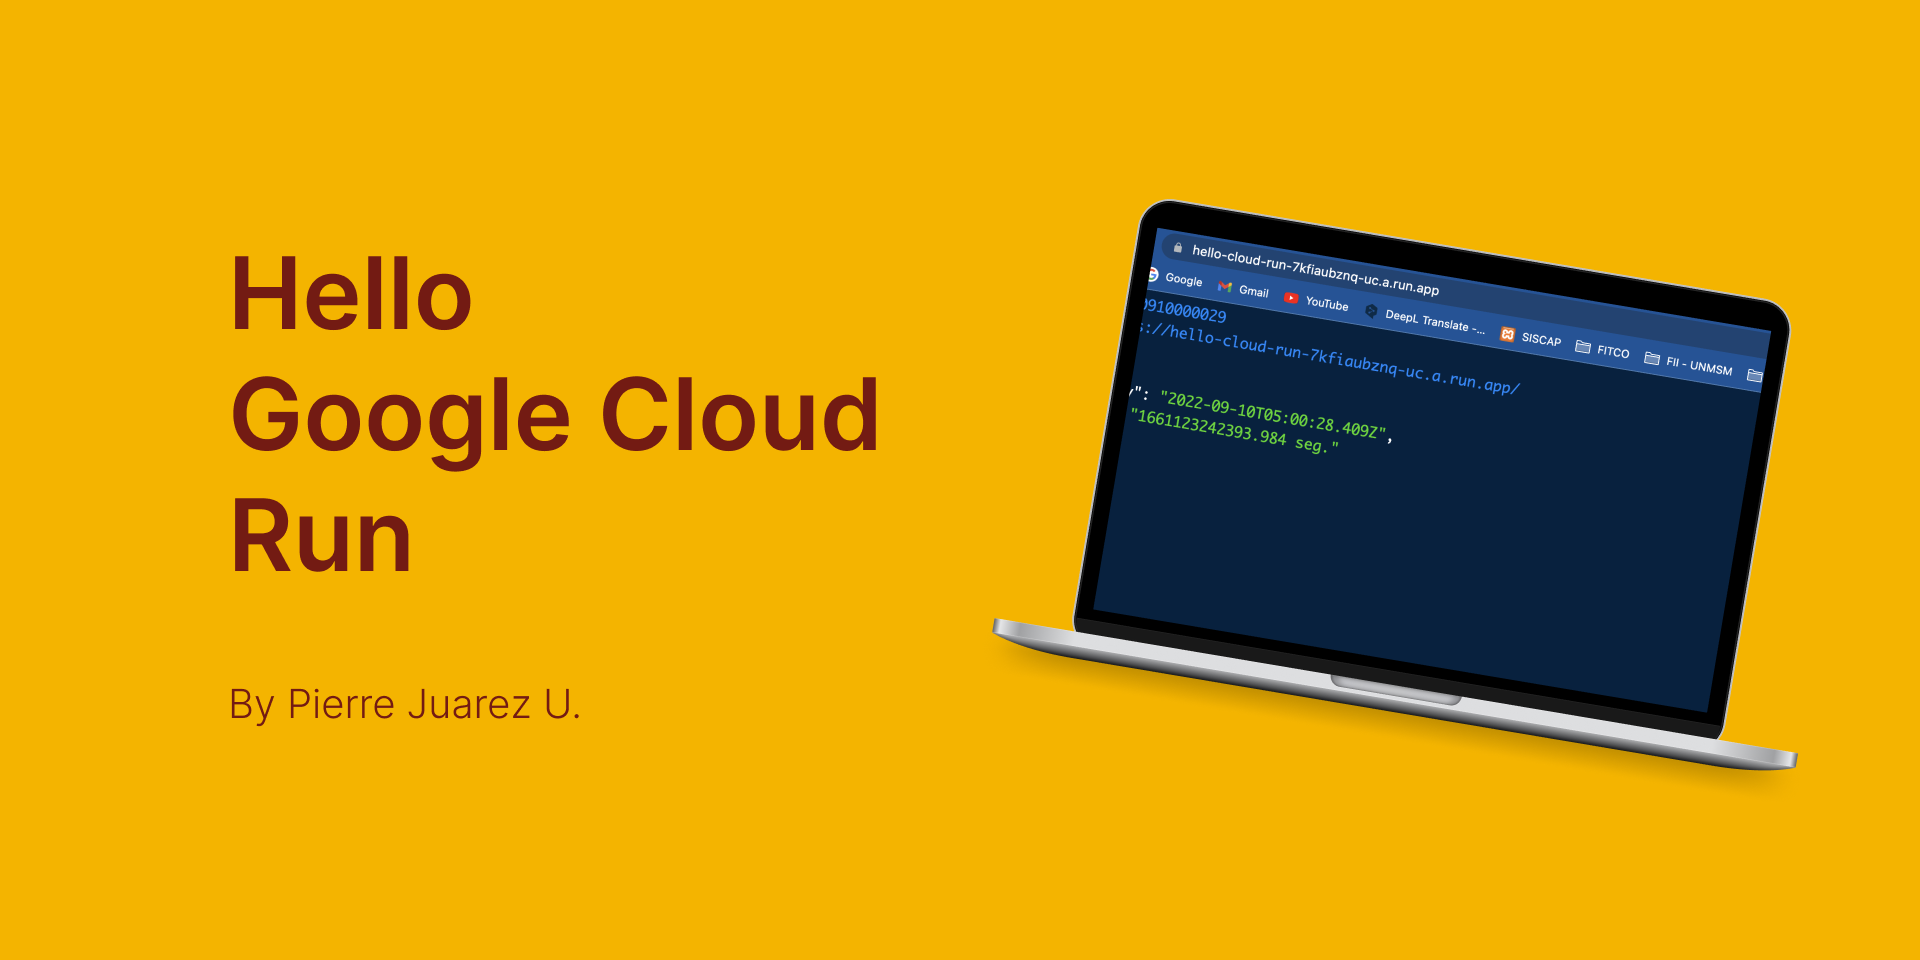 Hello
Google Cloud
Run
By Pierre Juarez U.
hello-cloud-run-7kfiaubznq-uc.a.run.app
Google Gmail YouTube DeepL Translate -... SISCAP FITCO FII - UNMSM
0910000029
s://hello-cloud-run-7kfiaubznq-uc.a.run.app/
y": "2022-09-10T05:00:28.409Z",
"1661123242393.984 seg."